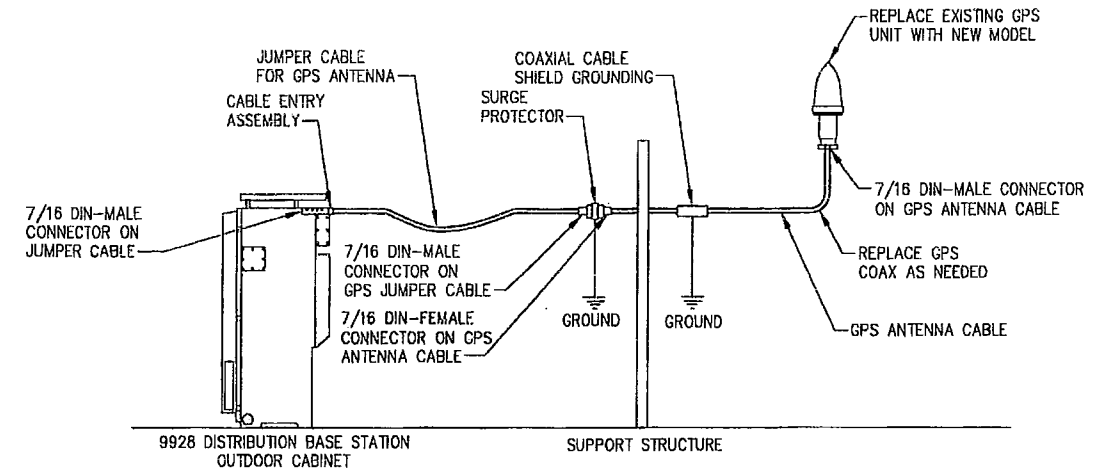 REPLACE EXISTING GPS
UNIT WITH NEW MODEL
JUMPER CABLE
FOR GPS ANTENNA
COAXIAL CABLE
SHIELD GROUNDING
CABLE ENTRY
ASSEMBLY
SURGE
PROTECTOR
7/16 DIN-MALE
CONNECTOR ON
JUMPER CABLE
7/16 DIN-MALE CONNECTOR
ON GPS ANTENNA CABLE
7/16 DIN-MALE
CONNECTOR ON
GPS JUMPER CABLE
REPLACE GPS
COAX AS NEEDED
7/16 DIN-FEMALE
CONNECTOR ON GPS
ANTENNA CABLE
GROUND
GROUND
GPS ANTENNA CABLE
9928 DISTRIBUTION BASE STATION
OUTDOOR CABINET
SUPPORT STRUCTURE